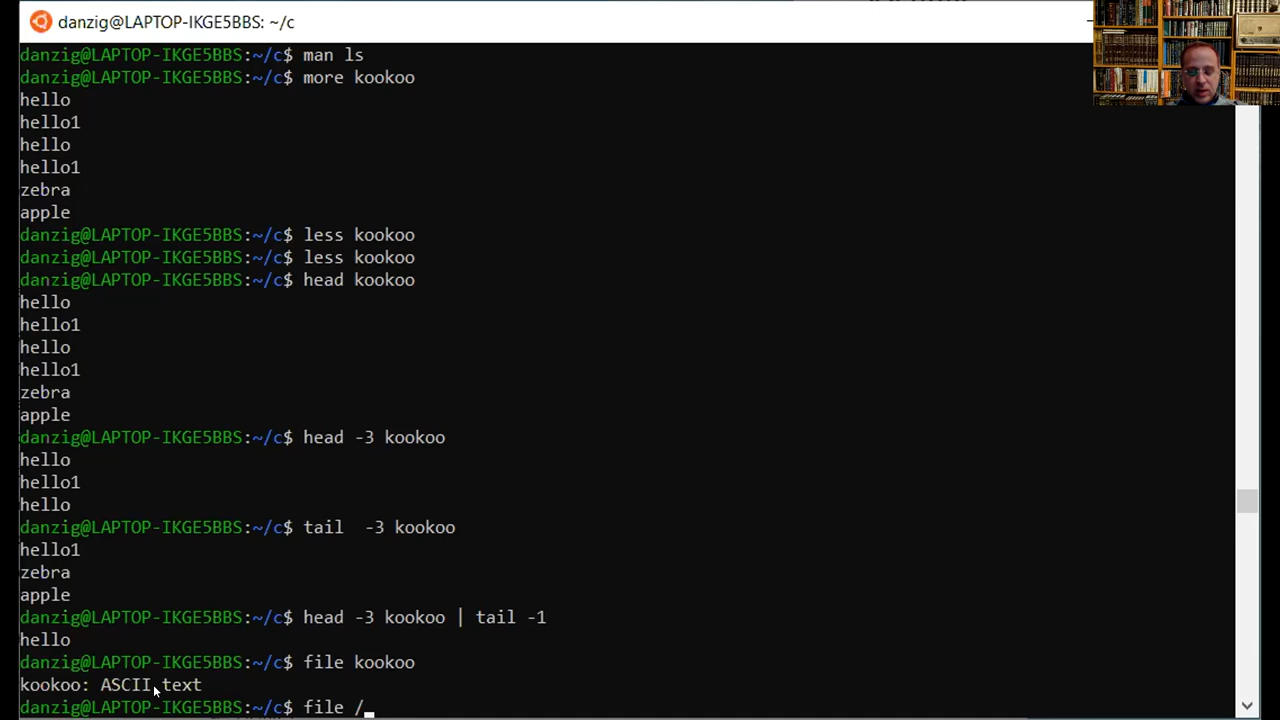 danzig@LAPTOP-IKGE5BBS: ~/c
danzig@LAPTOP-IKGE5BBS:~/c$ man ls
danzig@LAPTOP-IKGE5BBS:~/c$ more kookoo
hello
hello1
hello
hello1
zebra
apple
danzig@LAPTOP-IKGE5BBS:~/c$ less kookoo
danzig@LAPTOP-IKGE5BBS:~/c$ less kookoo
danzig@LAPTOP-IKGE5BBS:~/c$ head kookoo
hello
hello1
hello
hello1
zebra
apple
danzig@LAPTOP-IKGE5BBS:~/c$ head -3 kookoo
hello
hello1
hello
danzig@LAPTOP-IKGE5BBS:~/c$ tail  -3 kookoo
hello1
zebra
apple
danzig@LAPTOP-IKGE5BBS:~/c$ head -3 kookoo | tail -1
hello
danzig@LAPTOP-IKGE5BBS:~/c$ file kookoo
kookoo: ASCII text
danzig@LAPTOP-IKGE5BBS:~/c$ file /_